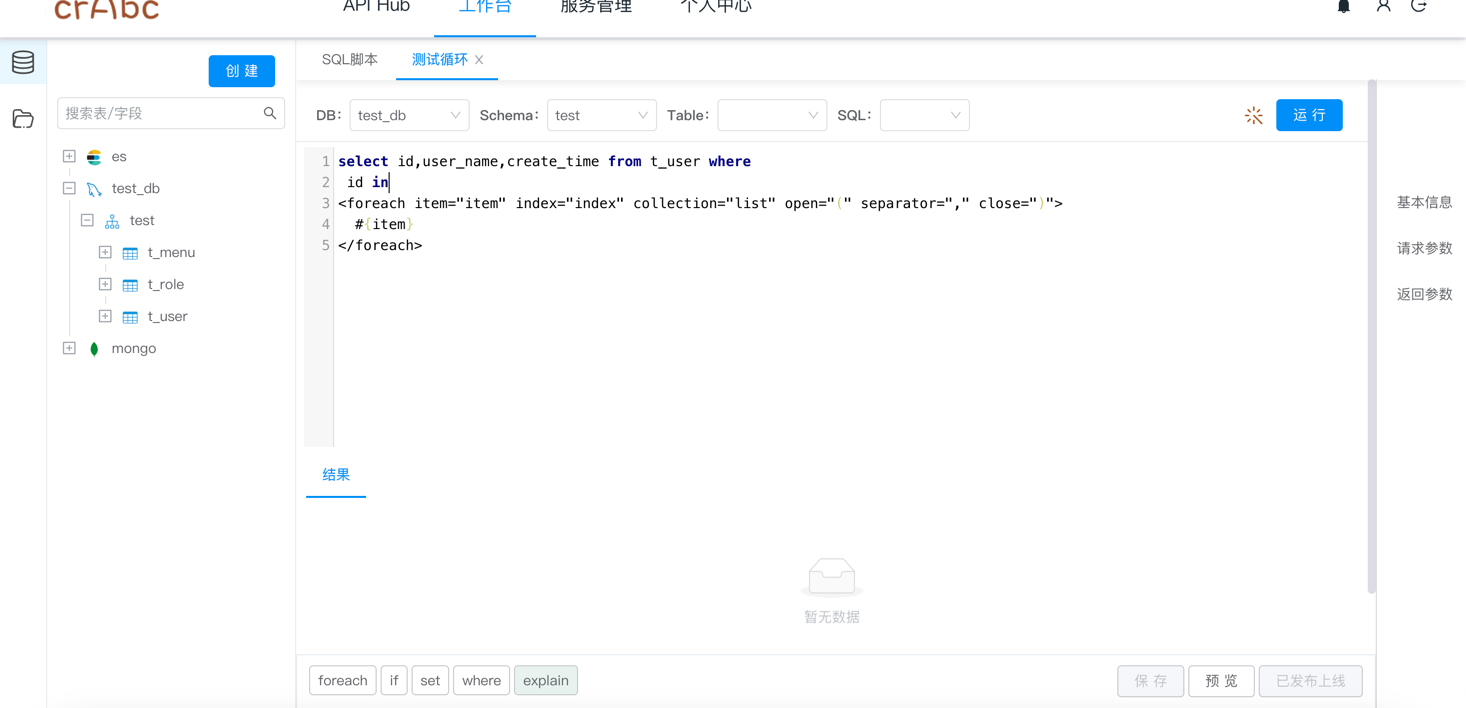 crAbc
API Hub
工作台
服务管理
个人中心
创 建
搜索表/字段
es
test_db
test
t_menu
t_role
t_user
mongo
SQL脚本
测试循环
DB: test_db Schema: test Table: SQL:
运 行
1 select id,user_name,create_time from t_user where
2 id in
3 <foreach item="item" index="index" collection="list" open="(" separator="," close=")">
4 #{item}
5 </foreach>
结果
暂无数据
foreach if set where explain
保 存 预 览 已发布上线
基本信息
请求参数
返回参数